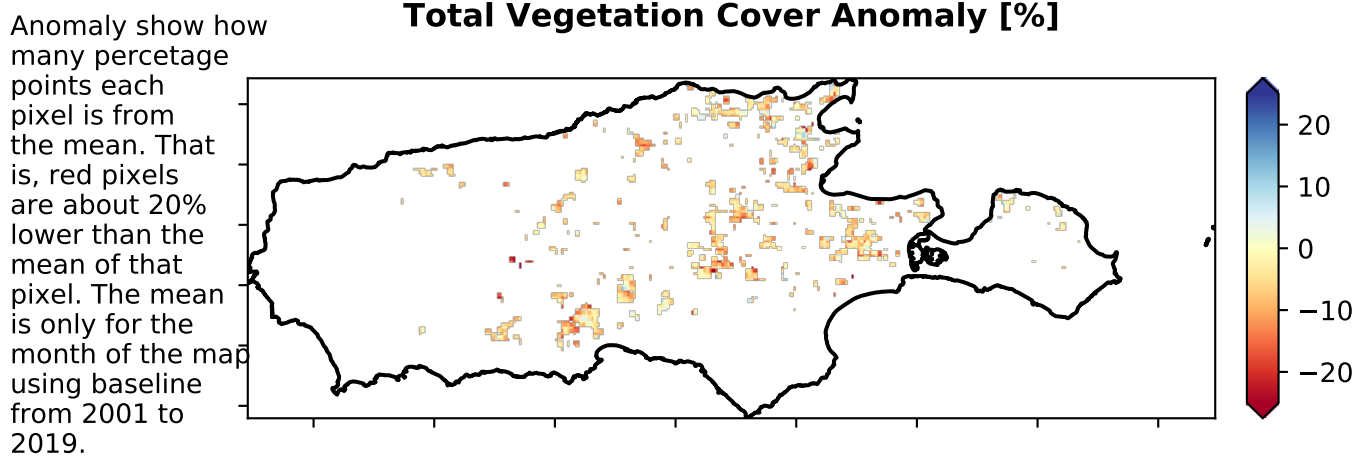 Total Vegetation Cover Anomaly [%]
Anomaly show how
many percetage
points each
pixel is from
the mean. That
is, red pixels
are about 20%
lower than the
mean of that
pixel. The mean
is only for the
month of the map
using baseline
from 2001 to
2019.
20
10
0
−10
−20